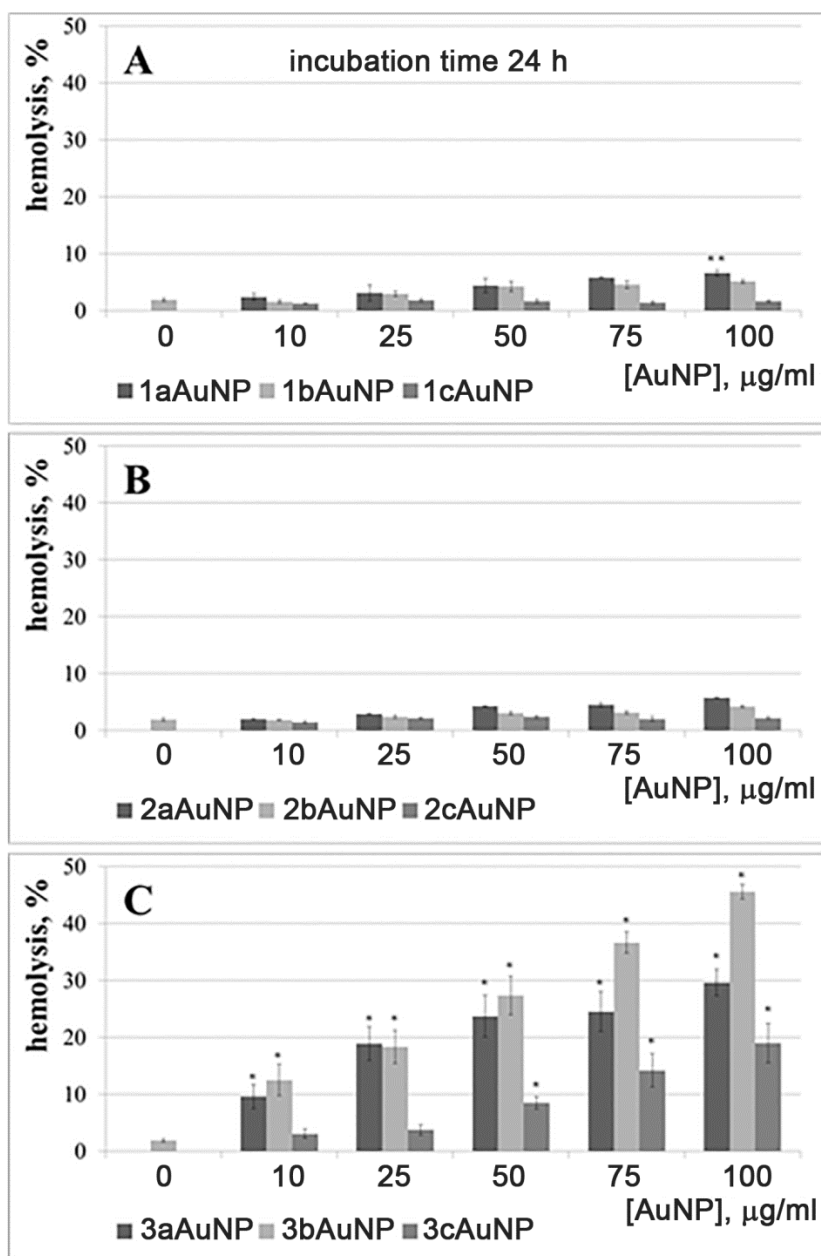 50
A incubation time 24 h
40
hemolysis, %
30
20
10
**
0
0 10 25 50 75 100
[AuNP], μg/ml
1aAuNP 1bAuNP 1cAuNP
50
B
40
hemolysis, %
30
20
10
0
0 10 25 50 75 100
[AuNP], μg/ml
2aAuNP 2bAuNP 2cAuNP
50
C
40
hemolysis, %
30
20
10
0
* * * * * * * * * * * * *
0 10 25 50 75 100
[AuNP], μg/ml
3aAuNP 3bAuNP 3cAuNP